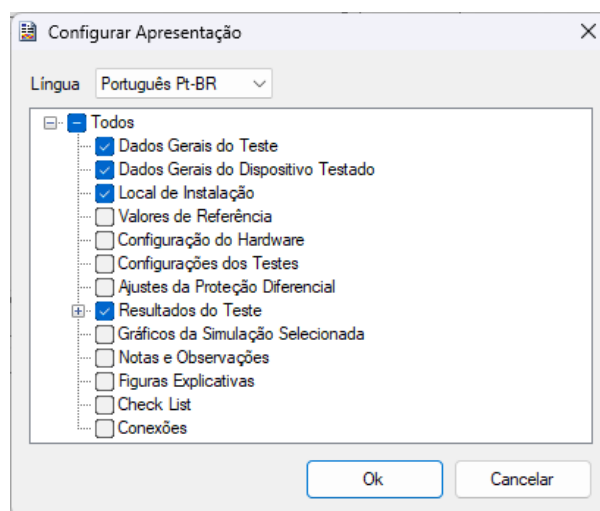 Configurar Apresentação
Língua Português Pt-BR
Todos
Dados Gerais do Teste
Dados Gerais do Dispositivo Testado
Local de Instalação
Valores de Referência
Configuração do Hardware
Configurações dos Testes
Ajustes da Proteção Diferencial
Resultados do Teste
Gráficos da Simulação Selecionada
Notas e Observações
Figuras Explicativas
Check List
Conexões
Ok Cancelar